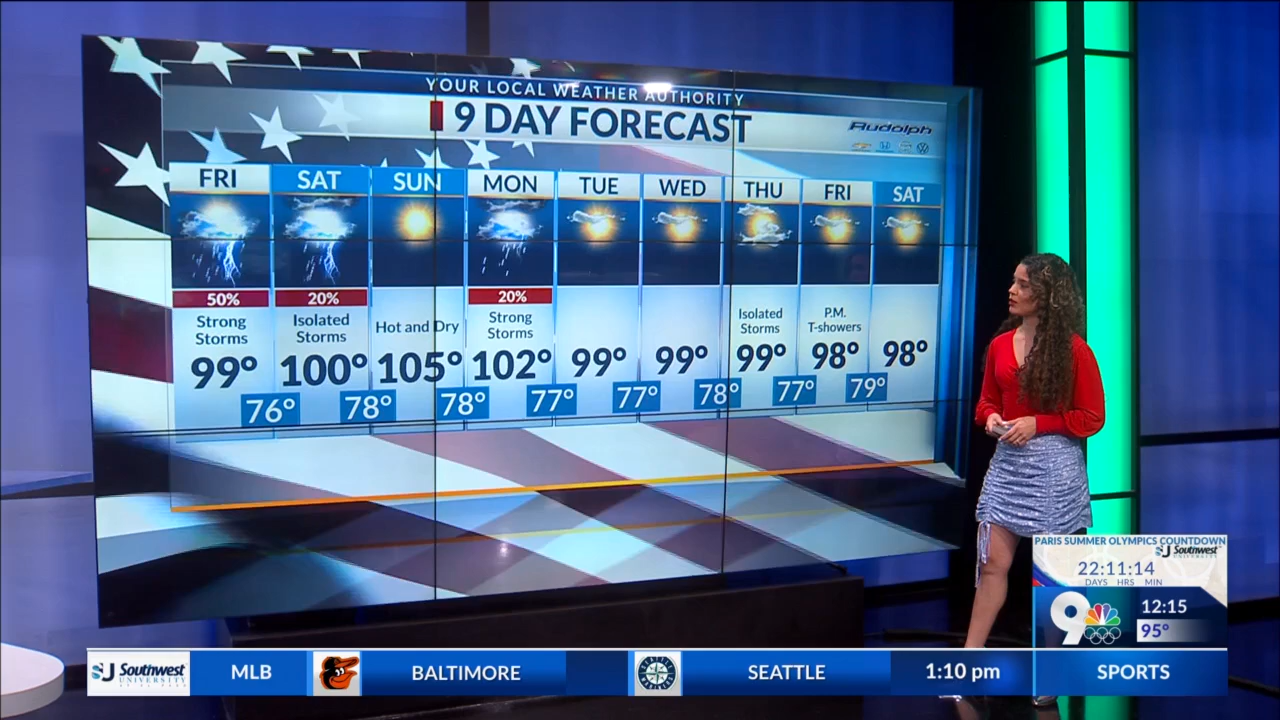 YOUR LOCAL WEATHER AUTHORITY
9 DAY FORECAST
Rudolph
FRI SAT SUN MON TUE WED THU FRI SAT
50% 20% 20%
Strong Storms
Isolated Storms
Hot and Dry
Strong Storms
Isolated Storms
P.M. T-showers
99° 100° 105° 102° 99° 99° 99° 98° 98°
76° 78° 78° 77° 77° 78° 77° 79°
PARIS SUMMER OLYMPICS COUNTDOWN
SU Southwest
UNIVERSITY
22:11:14
DAYS HRS MIN
9 12:15
95°
SU Southwest MLB BALTIMORE SEATTLE 1:10 pm SPORTS